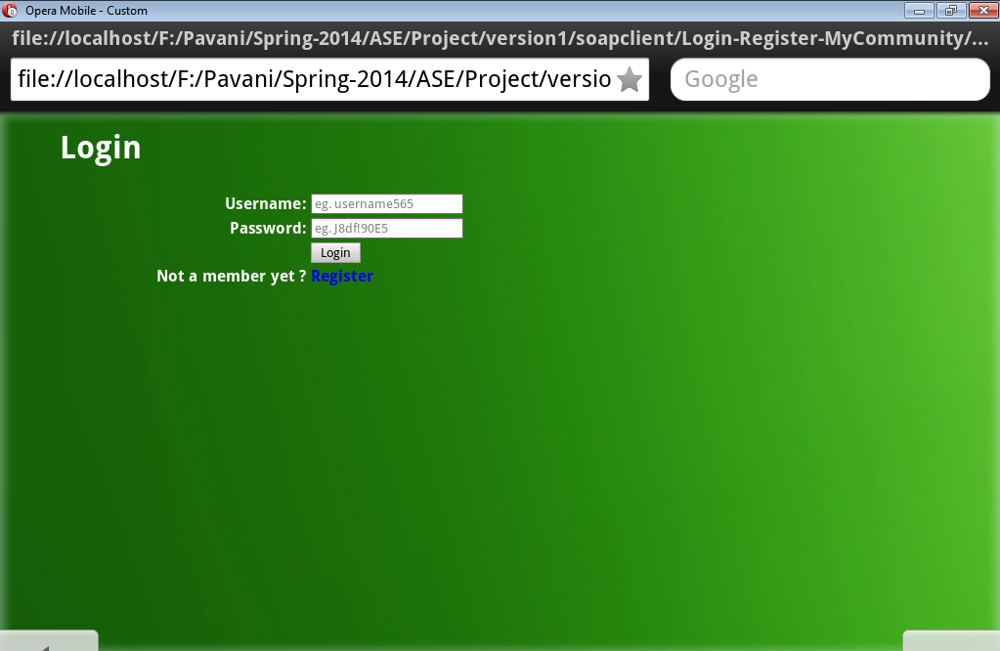 Opera Mobile - Custom
file://localhost/F:/Pavani/Spring-2014/ASE/Project/version1/soapclient/Login-Register-MyCommunity/...
file://localhost/F:/Pavani/Spring-2014/ASE/Project/versio
Google
Login
Username: eg. username565
Password: eg. J8df!90E5
Login
Not a member yet ? Register